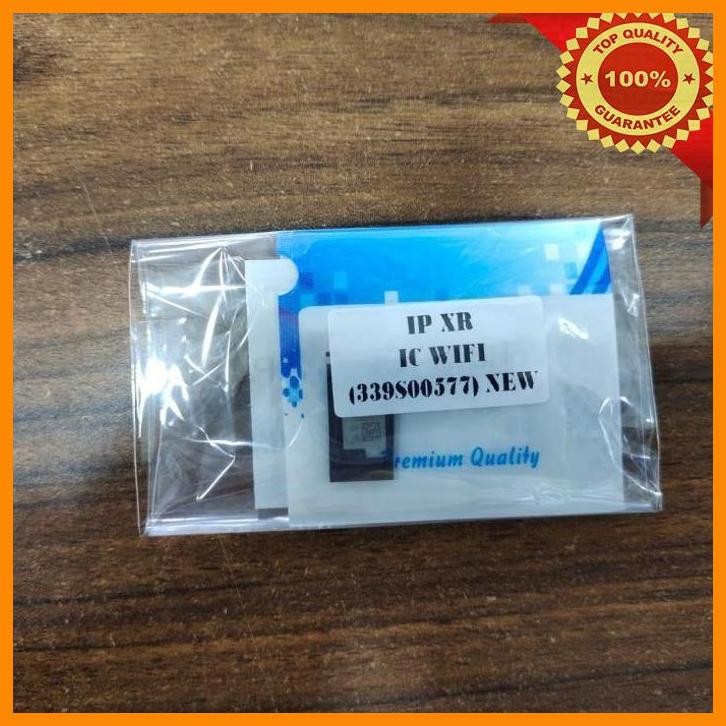 TOP QUALITY
100%
GUARANTEE
IP XR
IC WIFI
(339S00577) NEW
Premium Quality